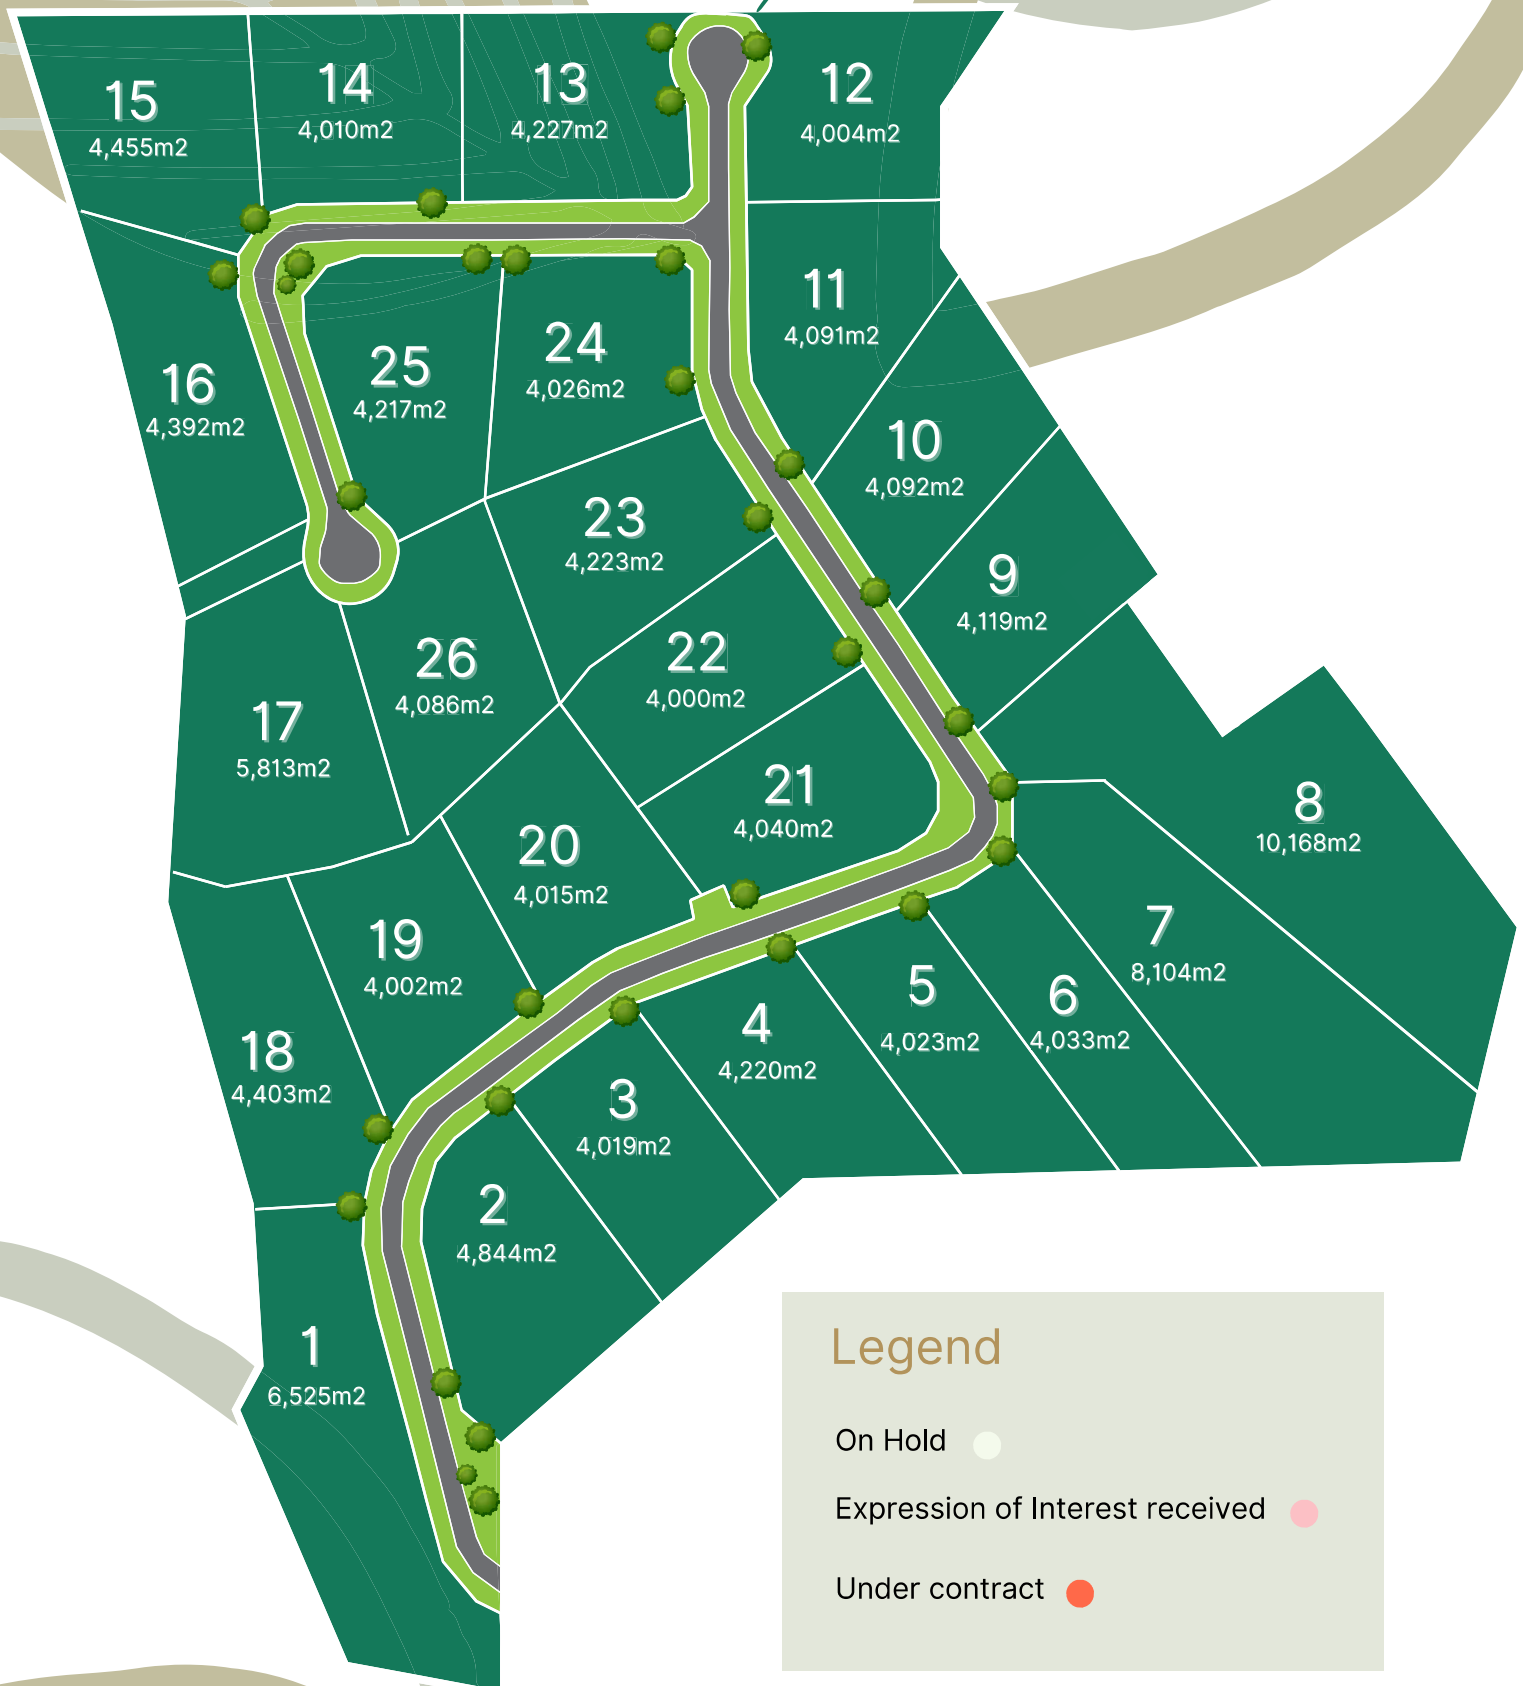 15
4,455m2
14
4,010m2
13
4,227m2
12
4,004m2
11
4,091m2
16
4,392m2
25
4,217m2
24
4,026m2
10
4,092m2
23
4,223m2
9
4,119m2
26
4,086m2
22
4,000m2
17
5,813m2
21
4,040m2
8
10,168m2
20
4,015m2
19
4,002m2
7
8,104m2
5
4,023m2
6
4,033m2
4
4,220m2
18
4,403m2
3
4,019m2
2
4,844m2
1
6,525m2
Legend
On Hold
Expression of Interest received
Under contract